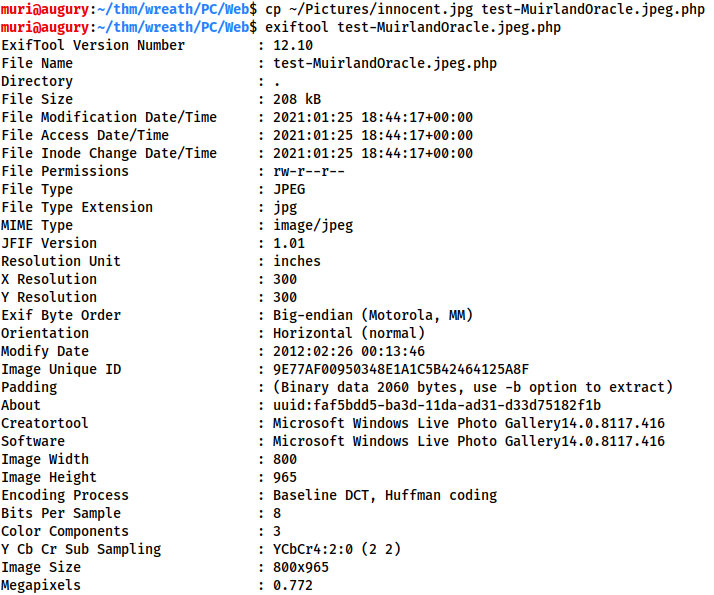 muri@augury:~/thm/wreath/PC/Web$ cp ~/Pictures/innocent.jpg test-MuirlandOracle.jpeg.php
muri@augury:~/thm/wreath/PC/Web$ exiftool test-MuirlandOracle.jpeg.php
ExifTool Version Number : 12.10
File Name : test-MuirlandOracle.jpeg.php
Directory : .
File Size : 208 kB
File Modification Date/Time : 2021:01:25 18:44:17+00:00
File Access Date/Time : 2021:01:25 18:44:17+00:00
File Inode Change Date/Time : 2021:01:25 18:44:17+00:00
File Permissions : rw-r--r--
File Type : JPEG
File Type Extension : jpg
MIME Type : image/jpeg
JFIF Version : 1.01
Resolution Unit : inches
X Resolution : 300
Y Resolution : 300
Exif Byte Order : Big-endian (Motorola, MM)
Orientation : Horizontal (normal)
Modify Date : 2012:02:26 00:13:46
Image Unique ID : 9E77AF00950348E1A1C5B42464125A8F
Padding : (Binary data 2060 bytes, use -b option to extract)
About : uuid:faf5bdd5-ba3d-11da-ad31-d33d75182f1b
Creatortool : Microsoft Windows Live Photo Gallery14.0.8117.416
Software : Microsoft Windows Live Photo Gallery14.0.8117.416
Image Width : 800
Image Height : 965
Encoding Process : Baseline DCT, Huffman coding
Bits Per Sample : 8
Color Components : 3
Y Cb Cr Sub Sampling : YCbCr4:2:0 (2 2)
Image Size : 800x965
Megapixels : 0.772